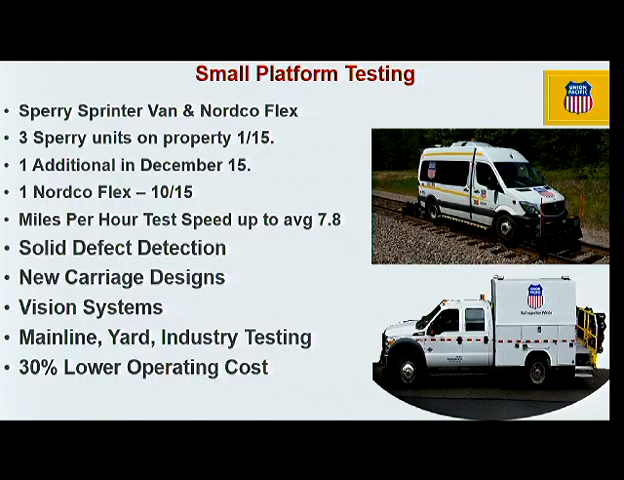 Small Platform Testing
UNION
PACIFIC
• Sperry Sprinter Van & Nordco Flex
• 3 Sperry units on property 1/15.
• 1 Additional in December 15.
• 1 Nordco Flex – 10/15
• Miles Per Hour Test Speed up to avg 7.8
• Solid Defect Detection
• New Carriage Designs
• Vision Systems
• Mainline, Yard, Industry Testing
• 30% Lower Operating Cost